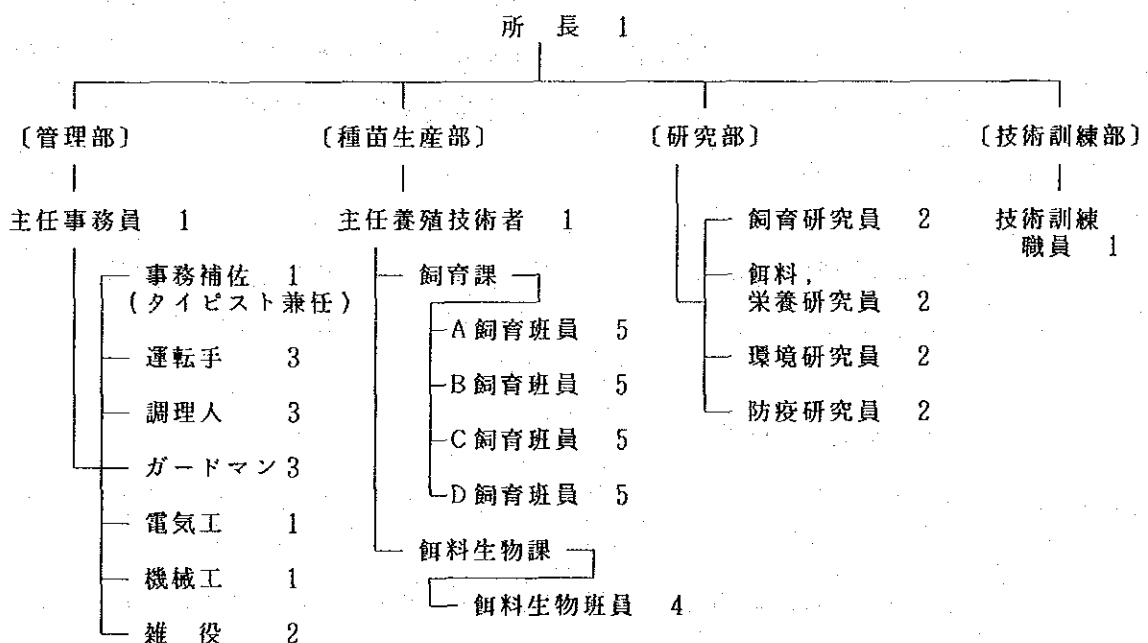 所 長 1
〔管理部〕 〔種苗生産部〕 〔研究部〕 〔技術訓練部〕
主任事務員 1
事務補佐 1
(タイピスト兼任)
運転手 3
調理人 3
ガードマン 3
電気工 1
機械工 1
雑 役 2
主任養殖技術者 1
飼育課
A飼育班員 5
B飼育班員 5
C飼育班員 5
D飼育班員 5
餌料生物課
餌料生物班員 4
飼育研究員 2
餌料,
栄養研究員 2
環境研究員 2
防疫研究員 2
技術訓練
職員 1